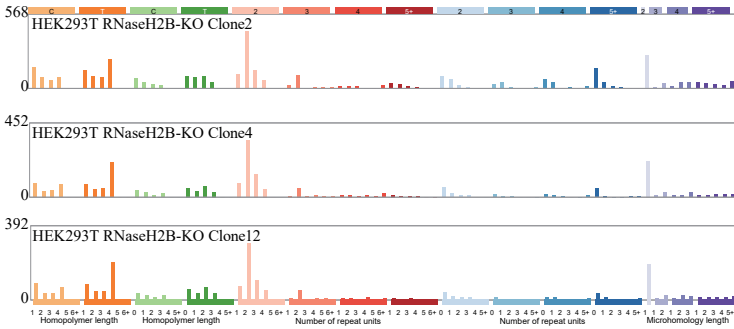 568
C T C T 2 3 4 5+ 2 3 4 5+ 2 3 4 5+
HEK293T RNaseH2B-KO Clone2
0
452
HEK293T RNaseH2B-KO Clone4
0
392
HEK293T RNaseH2B-KO Clone12
0
1 2 3 4 5 6+ 1 2 3 4 5 6+ 0 1 2 3 4 5+ 0 1 2 3 4 5+ 1 2 3 4 5 6+ 1 2 3 4 5 6+ 1 2 3 4 5 6+ 1 2 3 4 5 6+ 0 1 2 3 4 5+ 0 1 2 3 4 5+ 0 1 2 3 4 5+ 0 1 2 3 4 5+ 1 1 2 1 2 3 1 2 3 4 5+
Homopolymer length Homopolymer length Number of repeat units Number of repeat units Microhomology length